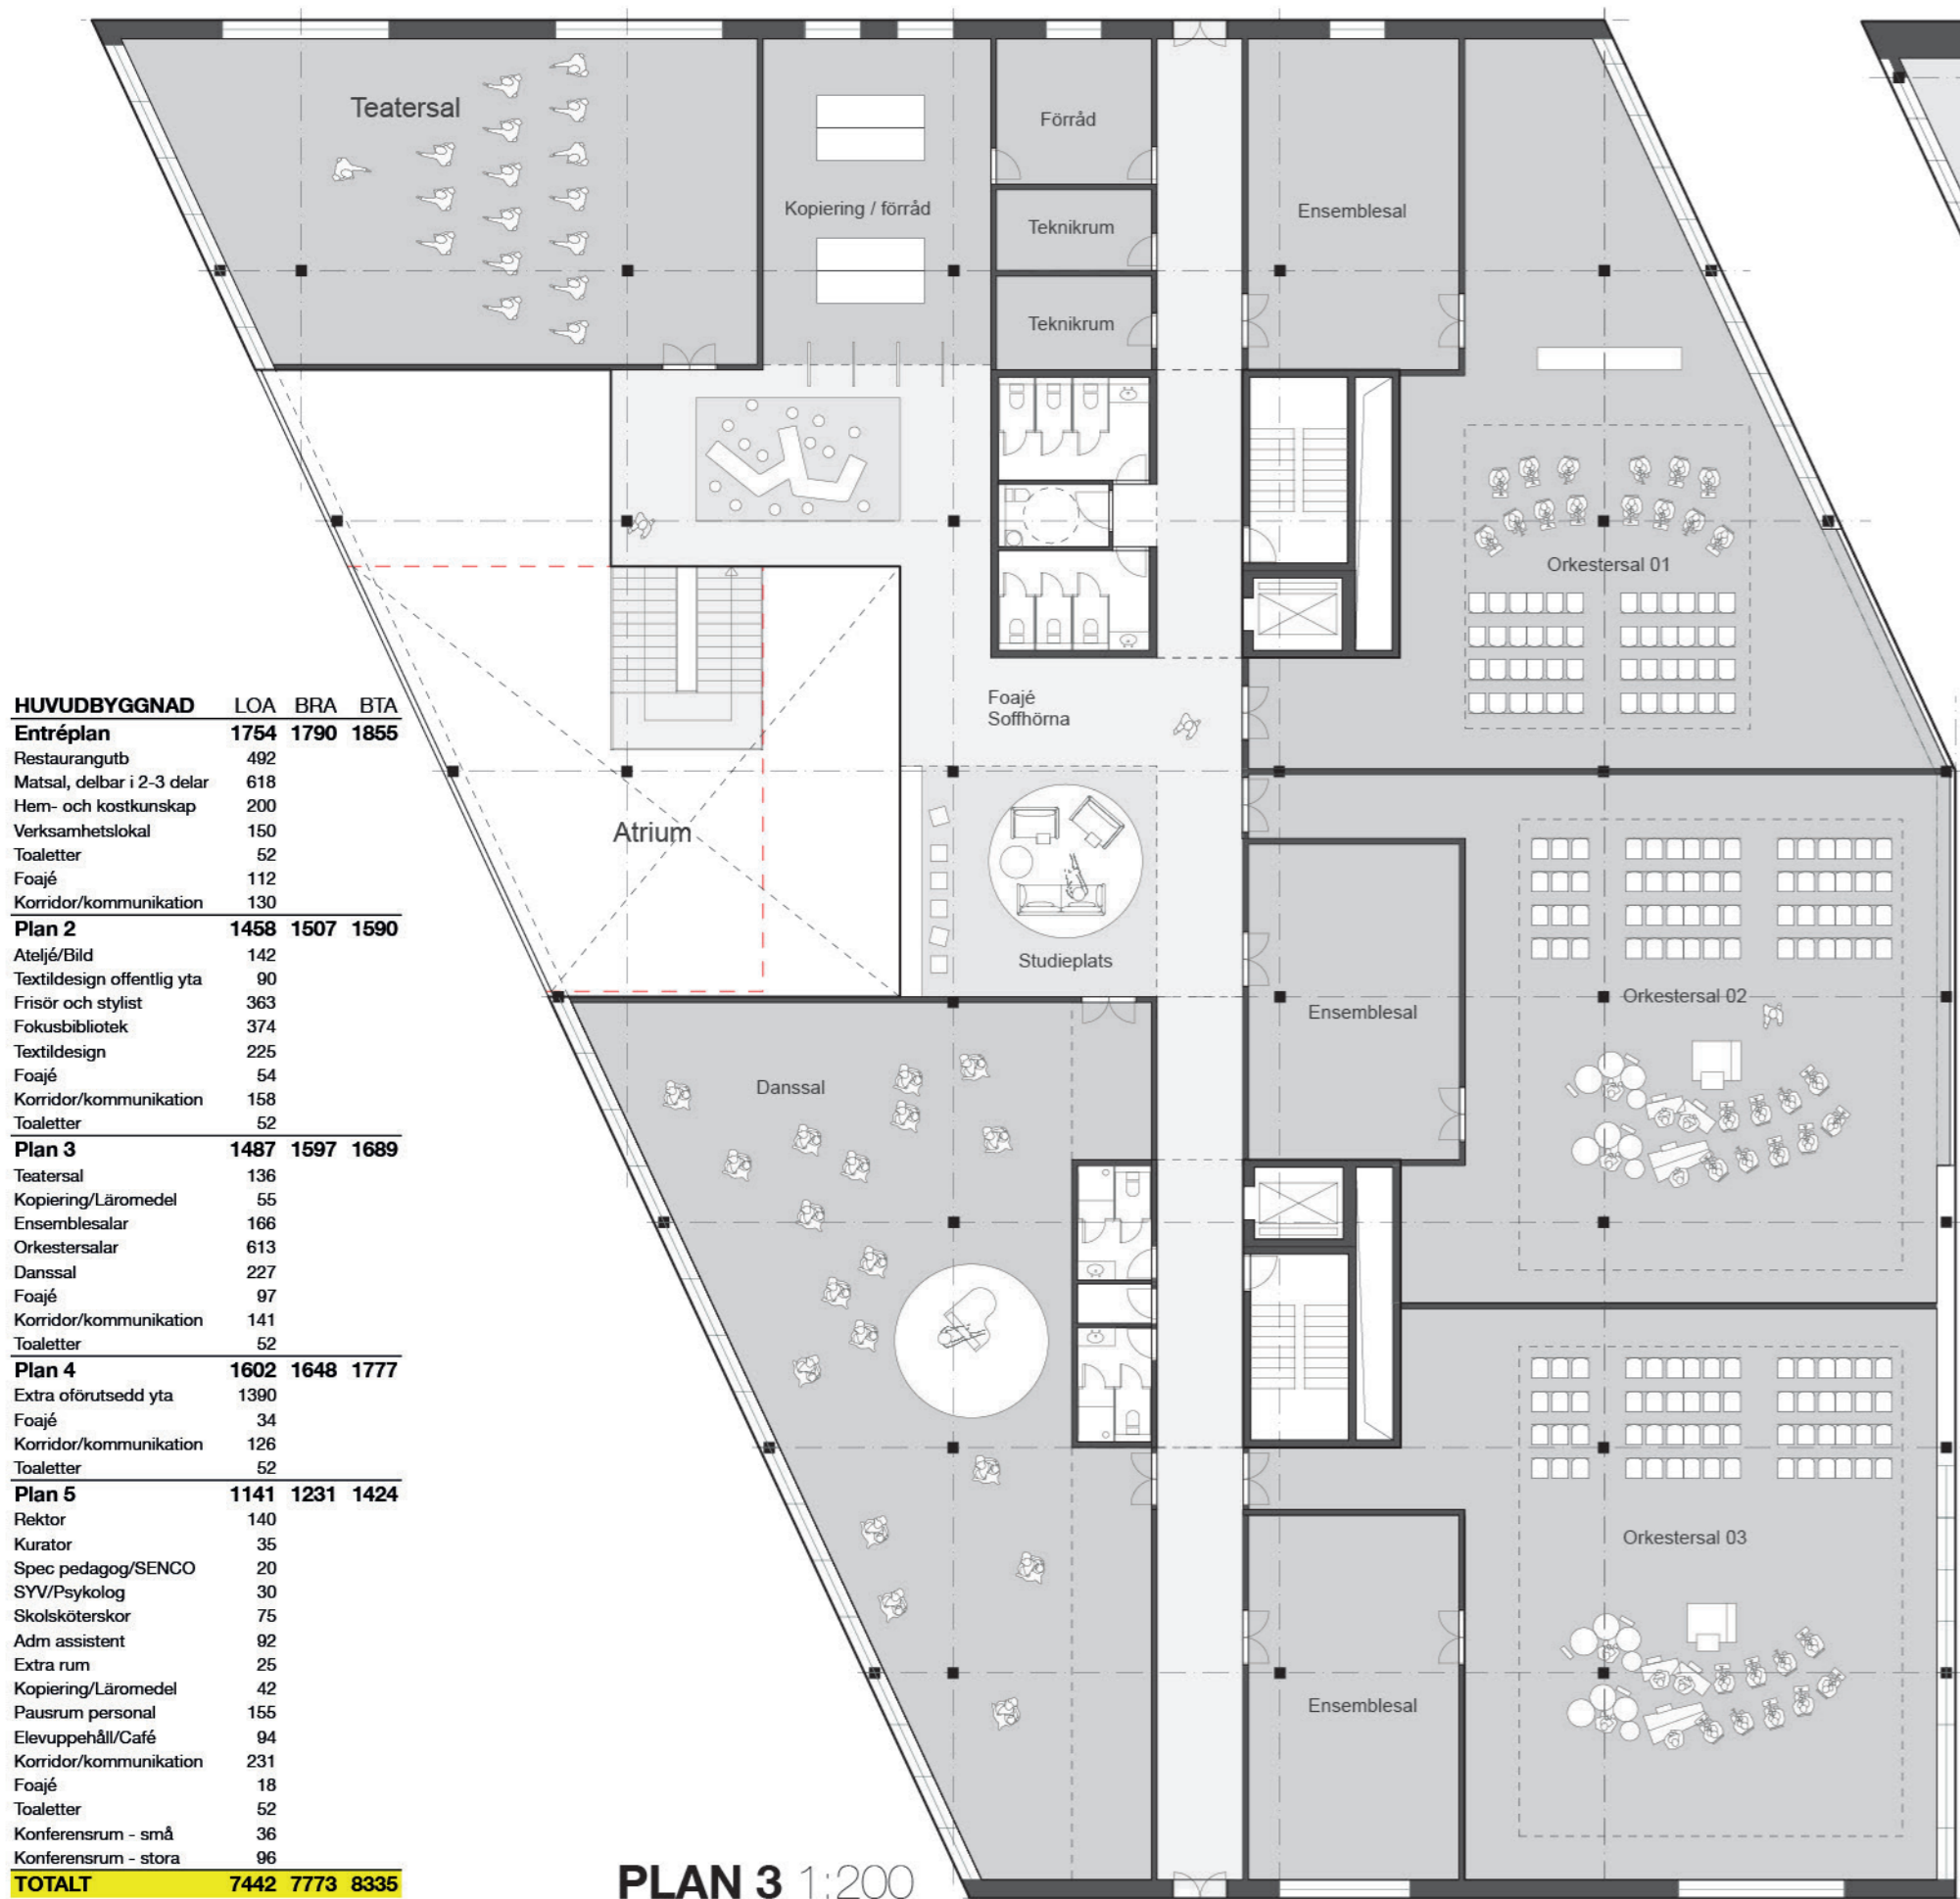 HUVUDBYGGNAD LOA BRA BTA
Entréplan 1754 1790 1855
Restaurangutb 492
Matsal, delbar i 2-3 delar 618
Hem- och kostkunskap 200
Verksamhetslokal 150
Toaletter 52
Foajé 112
Korridor/kommunikation 130
Plan 2 1458 1507 1590
Ateljé/Bild 142
Textildesign offentlig yta 90
Frisör och stylist 363
Fokusbibliotek 374
Textildesign 225
Foajé 54
Korridor/kommunikation 158
Toaletter 52
Plan 3 1487 1597 1689
Teatersal 136
Kopiering/Läromedel 55
Ensemblesalar 166
Orkestersalar 613
Danssal 227
Foajé 97
Korridor/kommunikation 141
Toaletter 52
Plan 4 1602 1648 1777
Extra oförutsedd yta 1390
Foajé 34
Korridor/kommunikation 126
Toaletter 52
Plan 5 1141 1231 1424
Rektor 140
Kurator 35
Spec pedagog/SENCO 20
SYV/Psykolog 30
Skolsköterskor 75
Adm assistent 92
Extra rum 25
Kopiering/Läromedel 42
Pausrum personal 155
Elevuppehåll/Café 94
Korridor/kommunikation 231
Foajé 18
Toaletter 52
Konferensrum - små 36
Konferensrum - stora 96
TOTALT 7442 7773 8335
Teatersal
Kopiering / förråd
Förråd
Teknikrum
Teknikrum
Ensemblesal
Orkestersal 01
Foajé
Soffhörna
Atrium
Studieplats
Ensemblesal
Orkestersal 02
Danssal
Orkestersal 03
Ensemblesal
PLAN 3 1:200